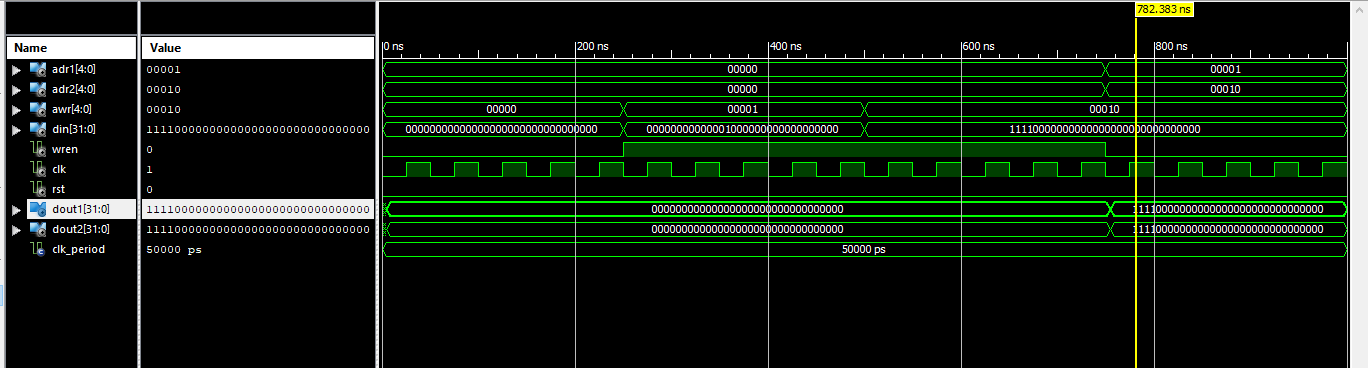 782.383 ns
Name Value 0 ns 200 ns 400 ns 600 ns 800 ns
adr1[4:0] 00001 00000 00001
adr2[4:0] 00010 00000 00010
awr[4:0] 00010 00000 00001 00010
din[31:0] 11110000000000000000000000000000 00000000000000000000000000000000 00000000000001000000000000000000 11110000000000000000000000000000
wren 0
clk 1
rst 0
dout1[31:0] 11110000000000000000000000000000 00000000000000000000000000000000 11110000000000000000000000000000
dout2[31:0] 11110000000000000000000000000000 00000000000000000000000000000000 11110000000000000000000000000000
clk_period 50000 ps 50000 ps